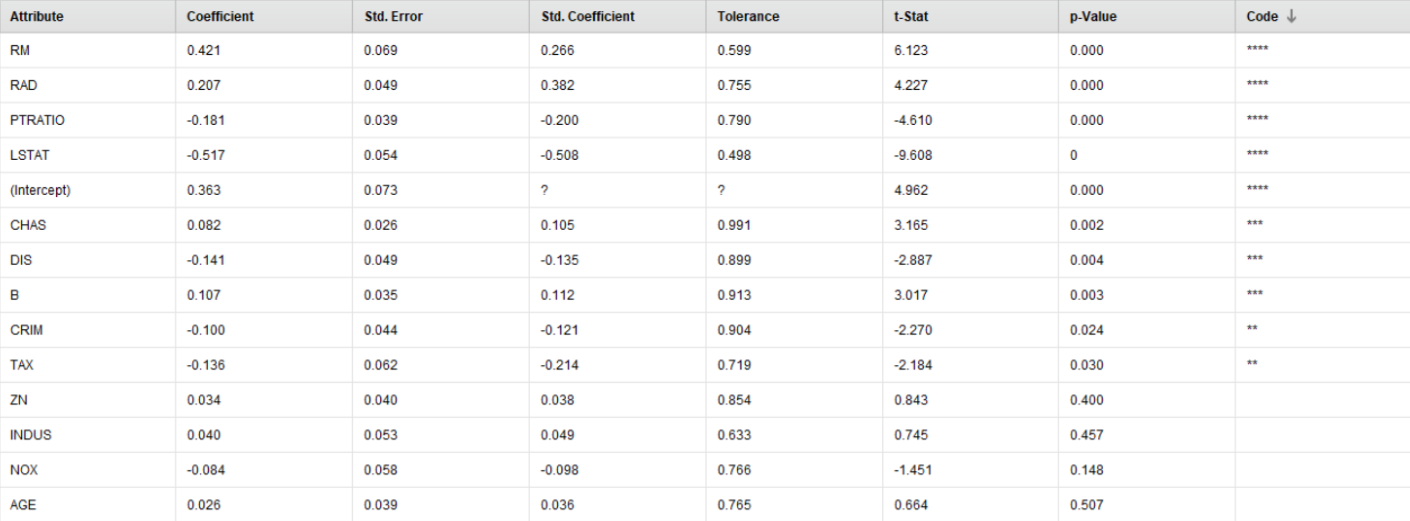 Attribute Coefficient Std. Error Std. Coefficient Tolerance t-Stat p-Value Code ↓
RM 0.421 0.069 0.266 0.599 6.123 0.000 ****
RAD 0.207 0.049 0.382 0.755 4.227 0.000 ****
PTRATIO -0.181 0.039 -0.200 0.790 -4.610 0.000 ****
LSTAT -0.517 0.054 -0.508 0.498 -9.608 0 ****
(Intercept) 0.363 0.073 ? ? 4.962 0.000 ****
CHAS 0.082 0.026 0.105 0.991 3.165 0.002 ***
DIS -0.141 0.049 -0.135 0.899 -2.887 0.004 ***
B 0.107 0.035 0.112 0.913 3.017 0.003 ***
CRIM -0.100 0.044 -0.121 0.904 -2.270 0.024 **
TAX -0.136 0.062 -0.214 0.719 -2.184 0.030 **
ZN 0.034 0.040 0.038 0.854 0.843 0.400
INDUS 0.040 0.053 0.049 0.633 0.745 0.457
NOX -0.084 0.058 -0.098 0.766 -1.451 0.148
AGE 0.026 0.039 0.036 0.765 0.664 0.507